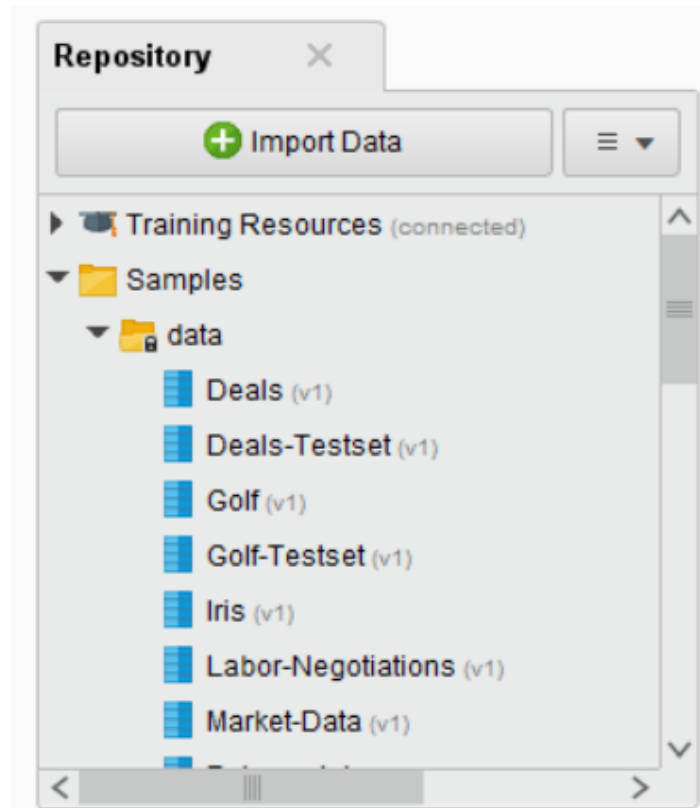 Repository
Import Data
Training Resources (connected)
Samples
data
Deals (v1)
Deals-Testset (v1)
Golf (v1)
Golf-Testset (v1)
Iris (v1)
Labor-Negotiations (v1)
Market-Data (v1)